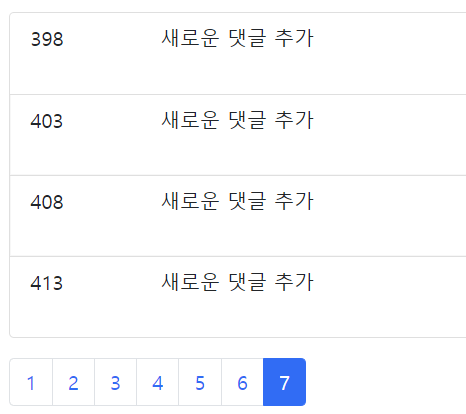 398 새로운 댓글 추가
403 새로운 댓글 추가
408 새로운 댓글 추가
413 새로운 댓글 추가
1 2 3 4 5 6 7